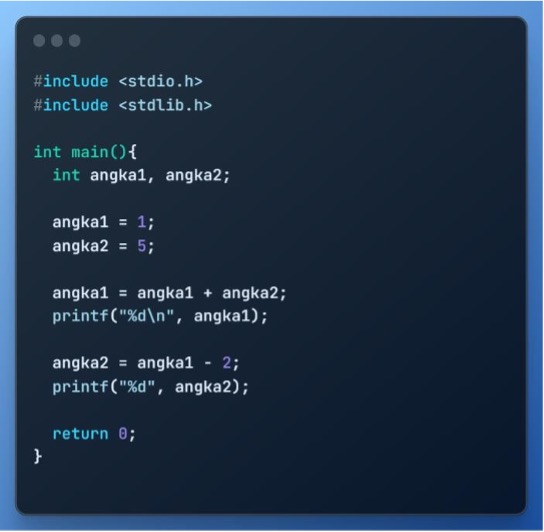 #include <stdio.h>
#include <stdlib.h>

int main(){
  int angka1, angka2;

  angka1 = 1;
  angka2 = 5;

  angka1 = angka1 + angka2;
  printf("%d\n", angka1);

  angka2 = angka1 - 2;
  printf("%d", angka2);

  return 0;
}